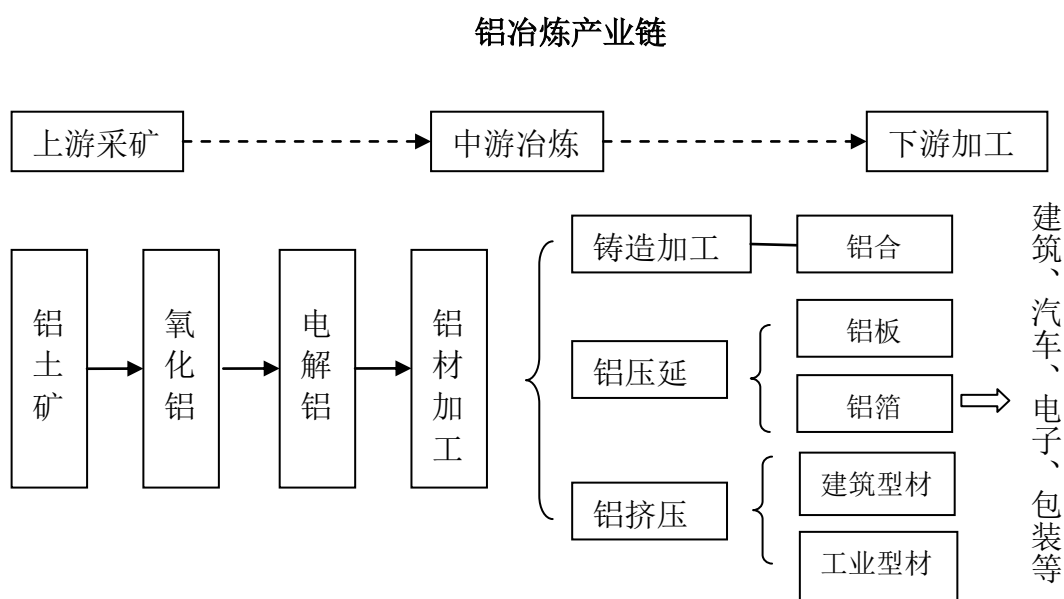 铝冶炼产业链
上游采矿
中游冶炼
下游加工
铝土矿
氧化铝
电解铝
铝材加工
铸造加工
铝合
铝压延
铝板
铝箔
铝挤压
建筑型材
工业型材
建筑、汽车、电子、包装等